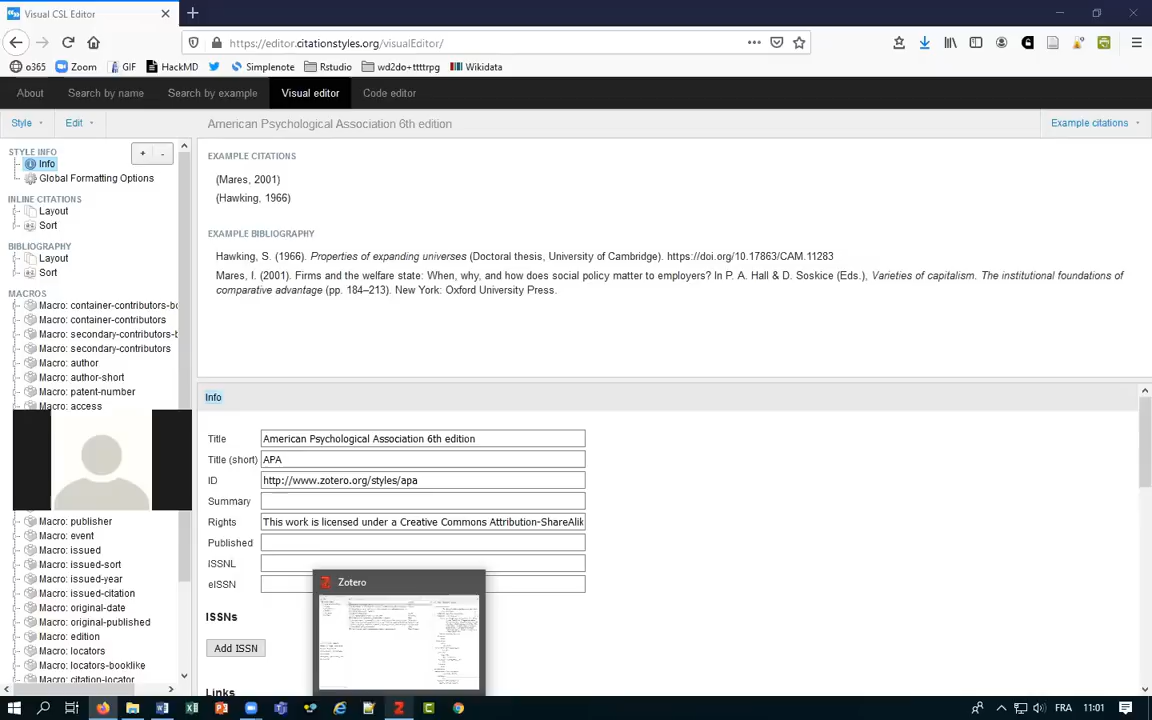 Visual CSL Editor
https://editor.citationstyles.org/visualEditor/
o365 Zoom GIF HackMD Simplenote Rstudio wd2do+ttttrpg Wikidata
About Search by name Search by example Visual editor Code editor
Style Edit American Psychological Association 6th edition Example citations
STYLE INFO + -
Info
Global Formatting Options
INLINE CITATIONS
Layout
Sort
BIBLIOGRAPHY
Layout
Sort
MACROS
Macro: container-contributors-bo
Macro: container-contributors
Macro: secondary-contributors-b
Macro: secondary-contributors
Macro: author
Macro: author-short
Macro: patent-number
Macro: access
Macro: publisher
Macro: event
Macro: issued
Macro: issued-sort
Macro: issued-year
Macro: issued-citation
Macro: original-date
Macro: original-published
Macro: edition
Macro: locators
Macro: locators-booklike
Macro: citation-locator
EXAMPLE CITATIONS
(Mares, 2001)
(Hawking, 1966)
EXAMPLE BIBLIOGRAPHY
Hawking, S. (1966). Properties of expanding universes (Doctoral thesis, University of Cambridge). https://doi.org/10.17863/CAM.11283
Mares, I. (2001). Firms and the welfare state: When, why, and how does social policy matter to employers? In P. A. Hall & D. Soskice (Eds.), Varieties of capitalism. The institutional foundations of
comparative advantage (pp. 184–213). New York: Oxford University Press.
Info
Title American Psychological Association 6th edition
Title (short) APA
ID http://www.zotero.org/styles/apa
Summary
Rights This work is licensed under a Creative Commons Attribution-ShareAlik
Published
ISSNL
eISSN
ISSNs
Add ISSN
Links
Zotero
FRA 11:01